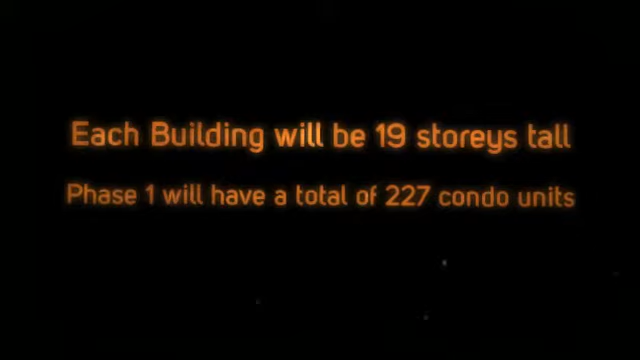 Each Building will be 19 storeys tall
Phase 1 will have a total of 227 condo units